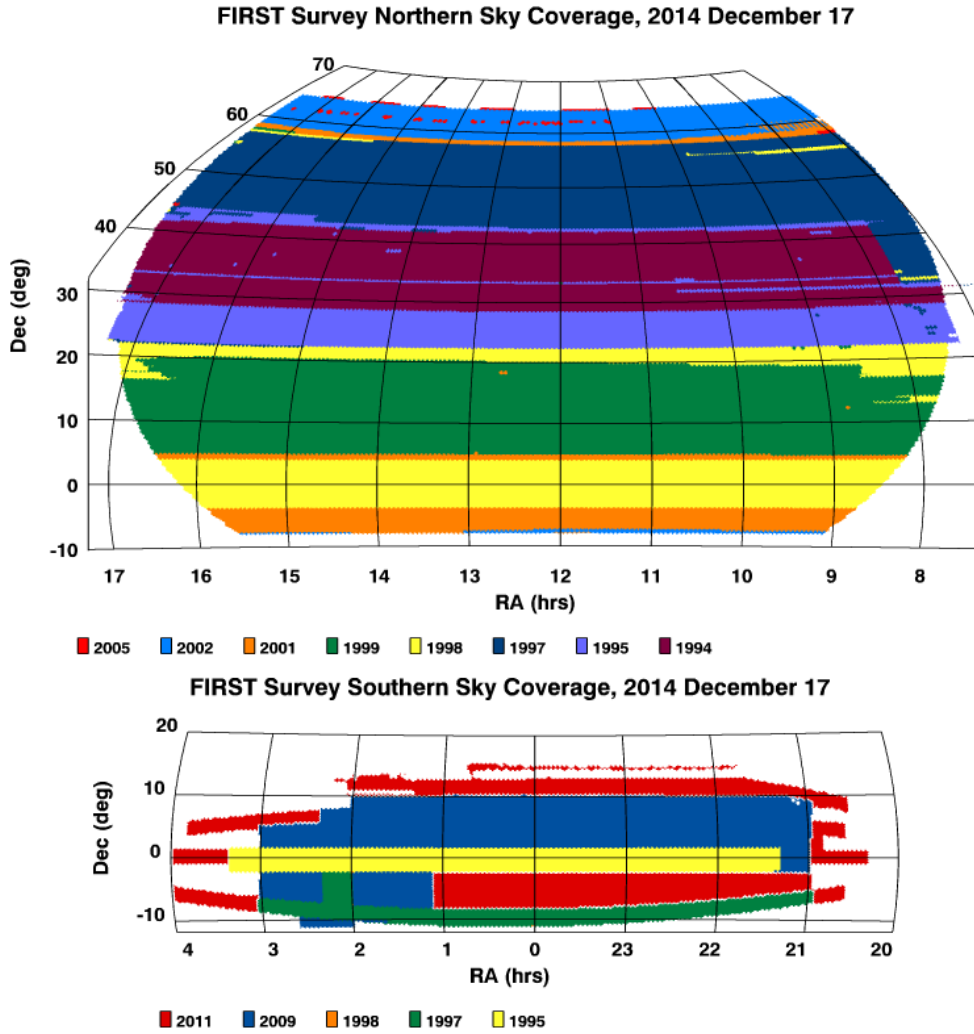 FIRST Survey Northern Sky Coverage, 2014 December 17
70
60
50
40
30
20
10
0
-10
Dec (deg)
17 16 15 14 13 12 11 10 9 8
RA (hrs)
2005 2002 2001 1999 1998 1997 1995 1994
FIRST Survey Southern Sky Coverage, 2014 December 17
20
10
0
-10
Dec (deg)
4 3 2 1 0 23 22 21 20
RA (hrs)
2011 2009 1998 1997 1995